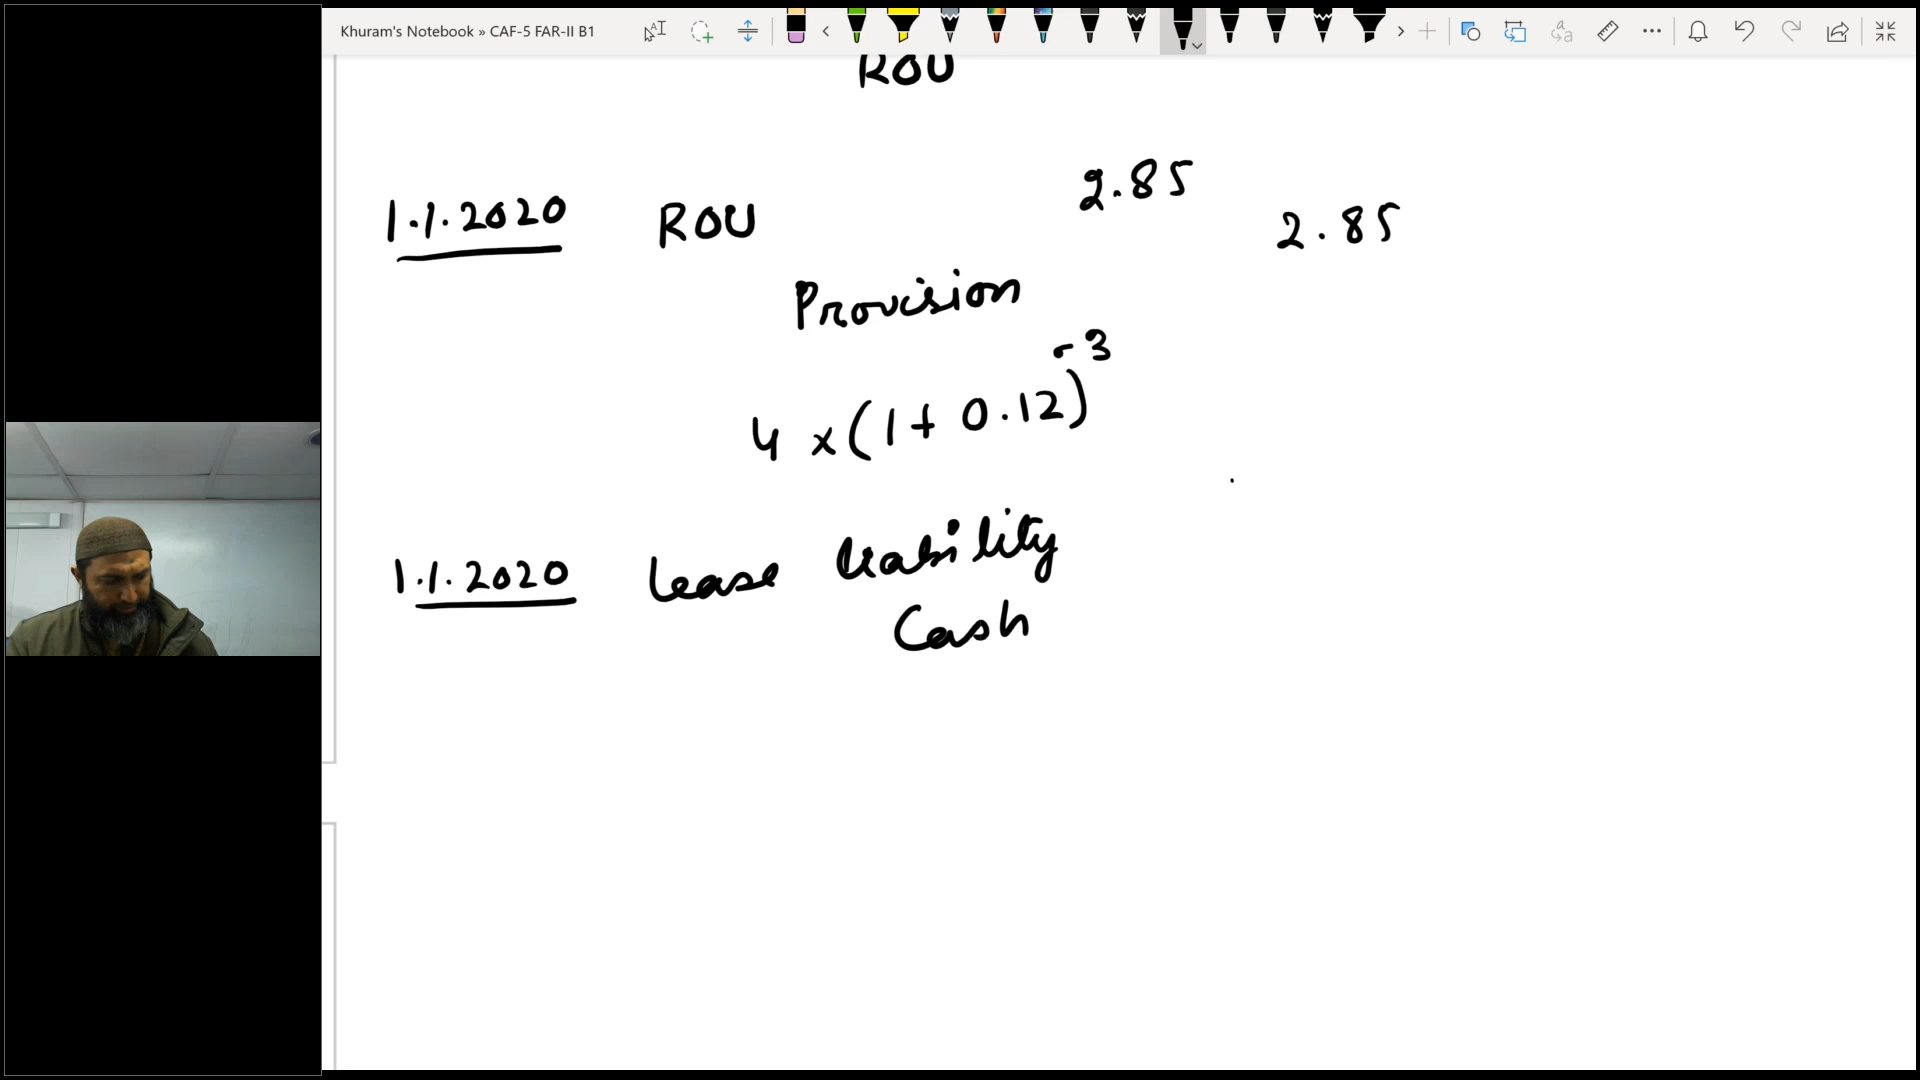 Khuram's Notebook » CAF-5 FAR-II B1
ROU
1.1.2020 ROU 2.85
2.85
Provision
4 x (1 + 0.12)-3
1.1.2020 Lease liability
Cash